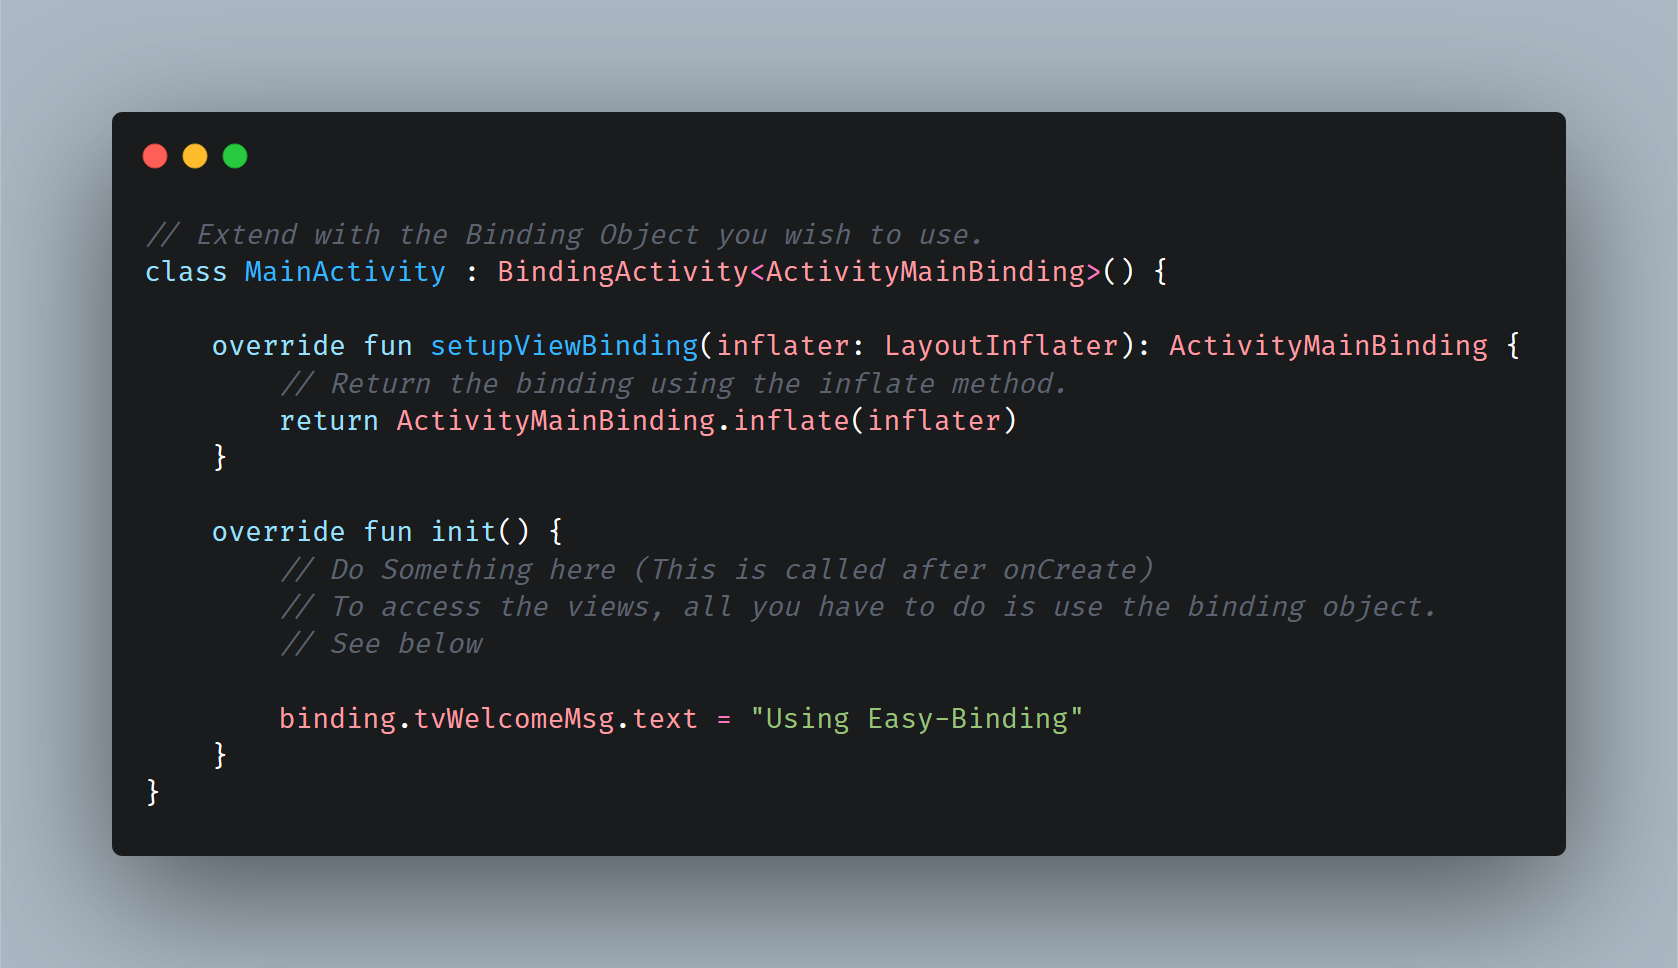 // Extend with the Binding Object you wish to use.
class MainActivity : BindingActivity<ActivityMainBinding>() {
    override fun setupViewBinding(inflater: LayoutInflater): ActivityMainBinding {
        // Return the binding using the inflate method.
        return ActivityMainBinding.inflate(inflater)
    }
    override fun init() {
        // Do Something here (This is called after onCreate)
        // To access the views, all you have to do is use the binding object.
        // See below
        binding.tvWelcomeMsg.text = "Using Easy-Binding"
    }
}